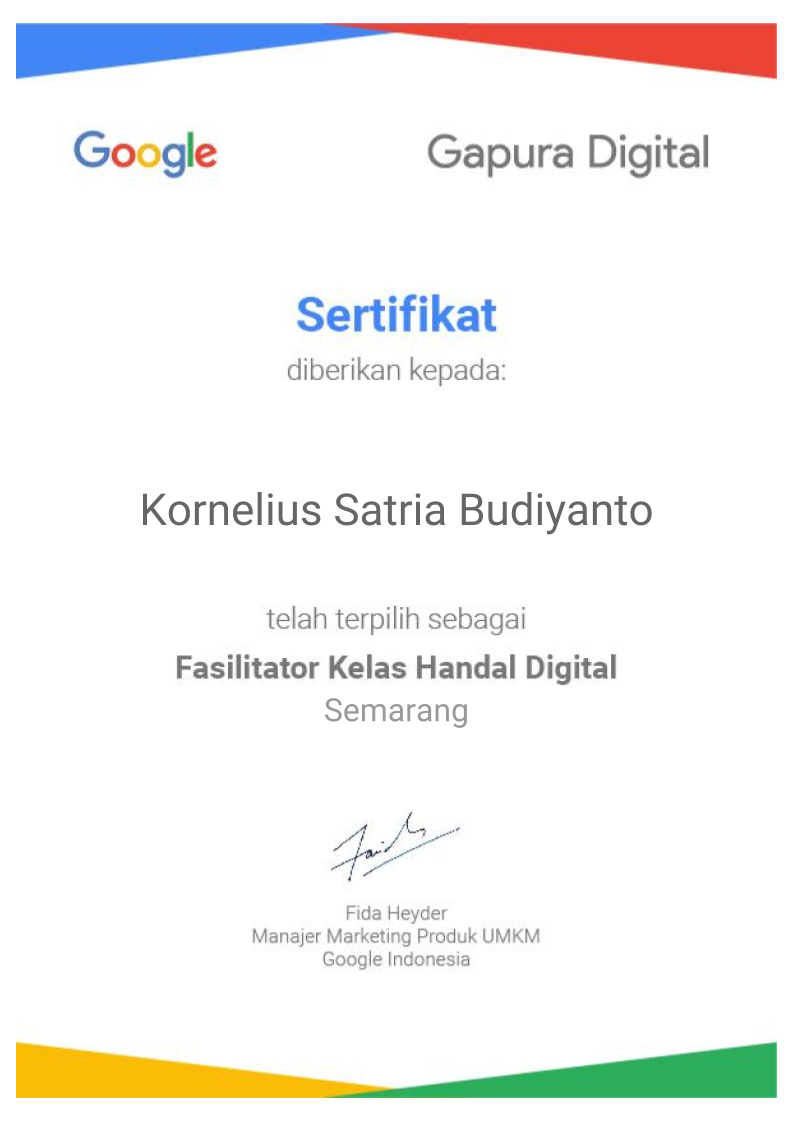 Google
Gapura Digital
Sertifikat
diberikan kepada:
Kornelius Satria Budiyanto
telah terpilih sebagai
Fasilitator Kelas Handal Digital
Semarang
Fida Heyder
Manajer Marketing Produk UMKM
Google Indonesia